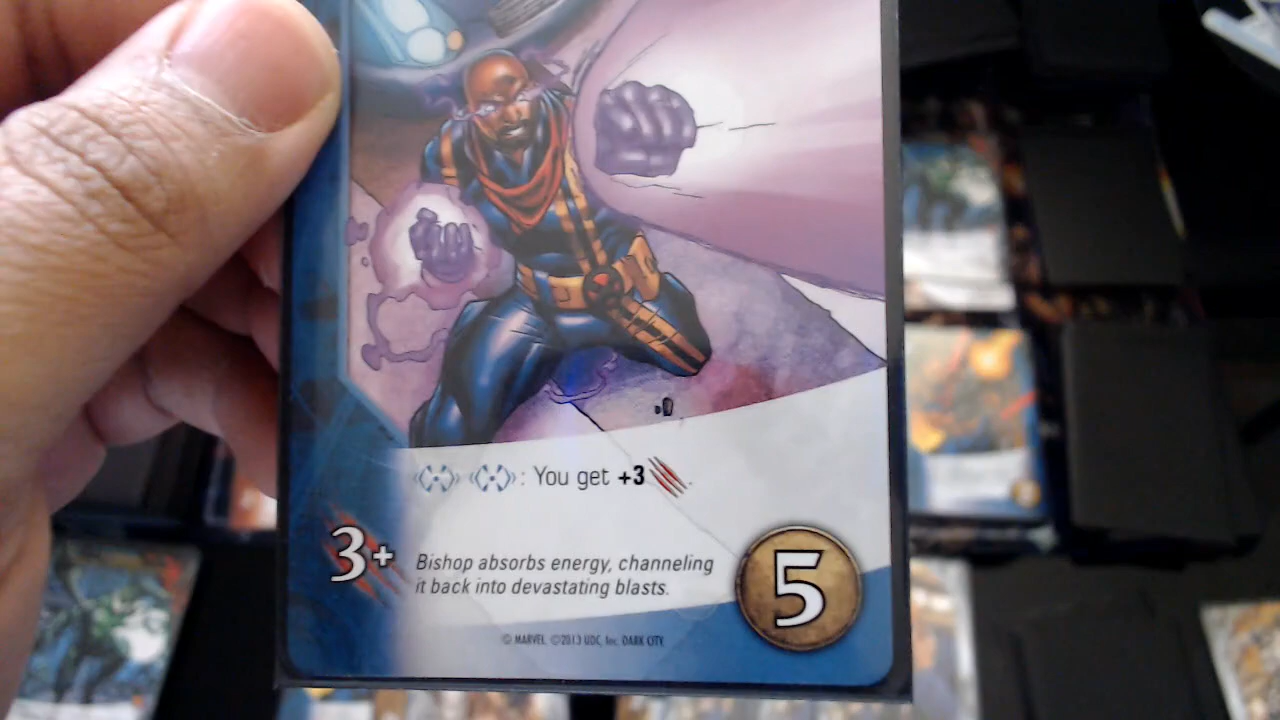 : You get +3
3+
Bishop absorbs energy, channeling
it back into devastating blasts.
5
© MARVEL. ©2013 UDC, Inc. DARK CITY